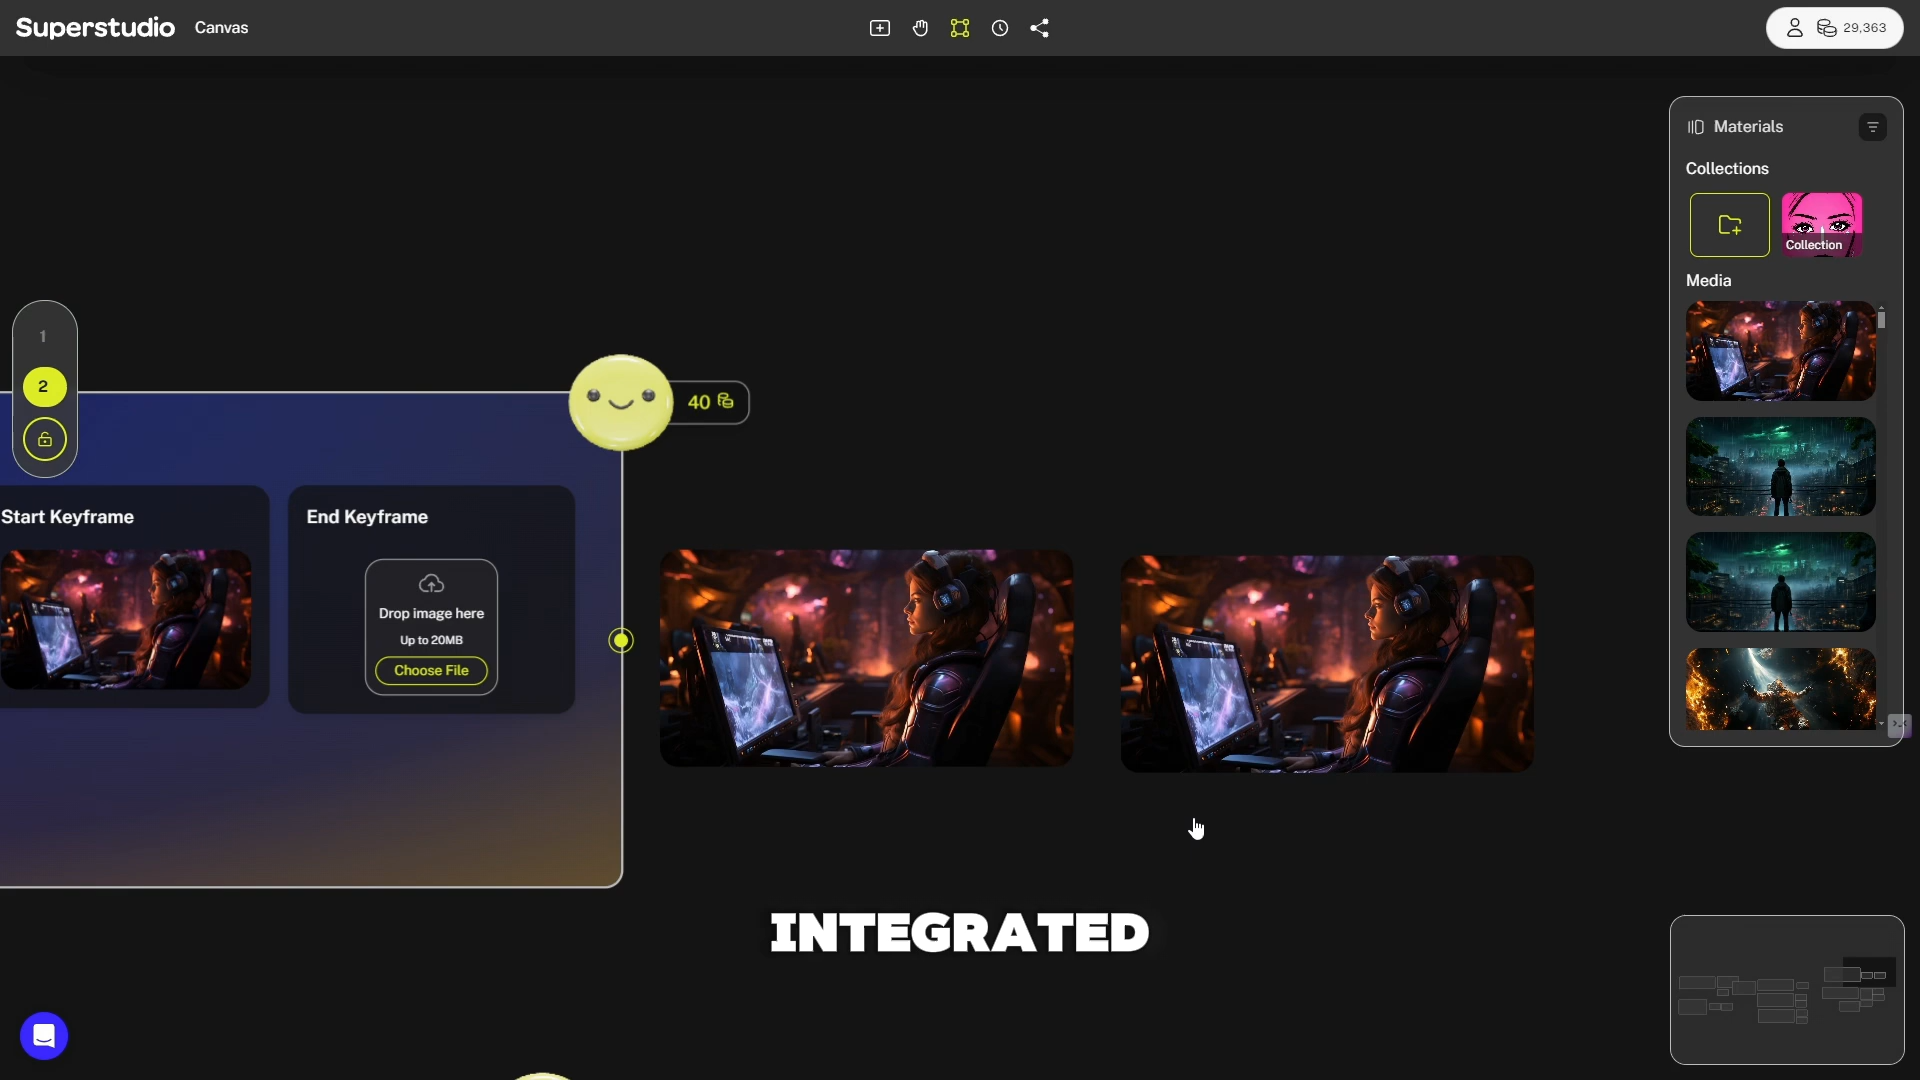 Superstudio
Canvas
29,363
Materials
Collections
Collection
Media
1
2
40
Start Keyframe
End Keyframe
Drop image here
Up to 20MB
Choose File
INTEGRATED